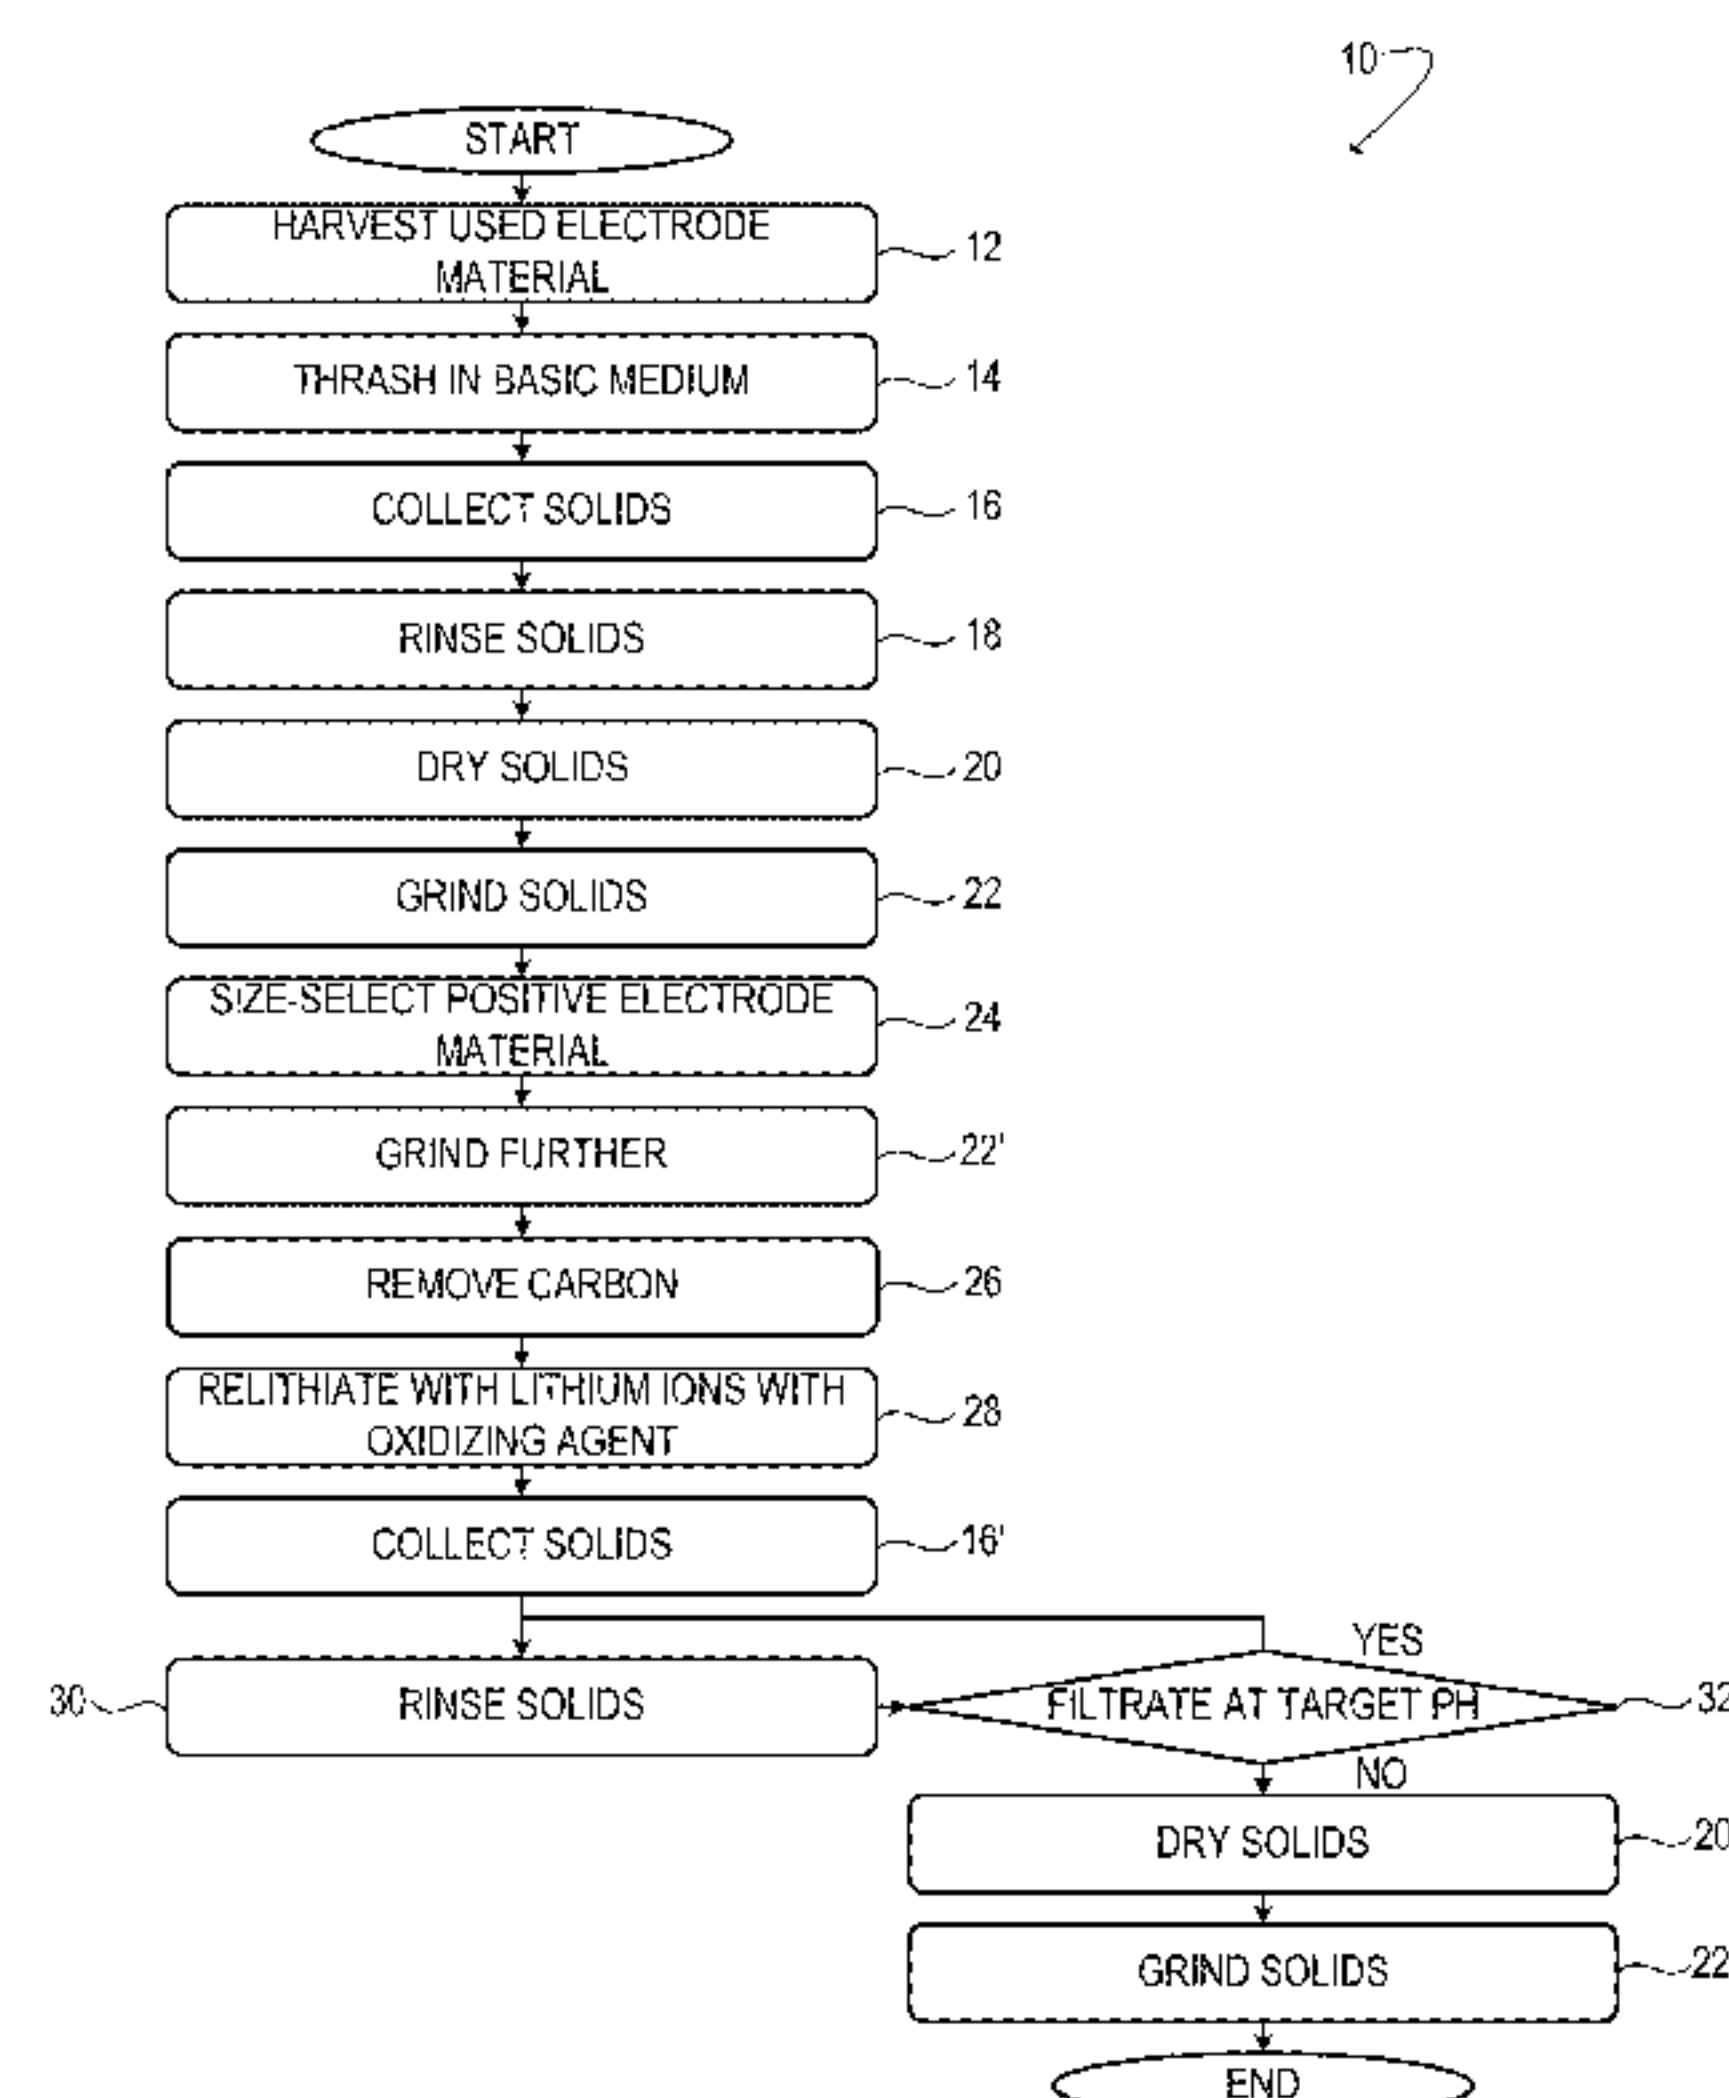 10
START
HARVEST USED ELECTRODE
MATERIAL
12
THRASH IN BASIC MEDIUM
14
COLLECT SOLIDS
16
RINSE SOLIDS
18
DRY SOLIDS
20
GRIND SOLIDS
22
SIZE-SELECT POSITIVE ELECTRODE
MATERIAL
24
GRIND FURTHER
22'
REMOVE CARBON
26
RELITHIATE WITH LITHIUM IONS WITH
OXIDIZING AGENT
28
COLLECT SOLIDS
16'
YES
30
RINSE SOLIDS
FILTRATE AT TARGET PH
32
NO
DRY SOLIDS
20
GRIND SOLIDS
22
END